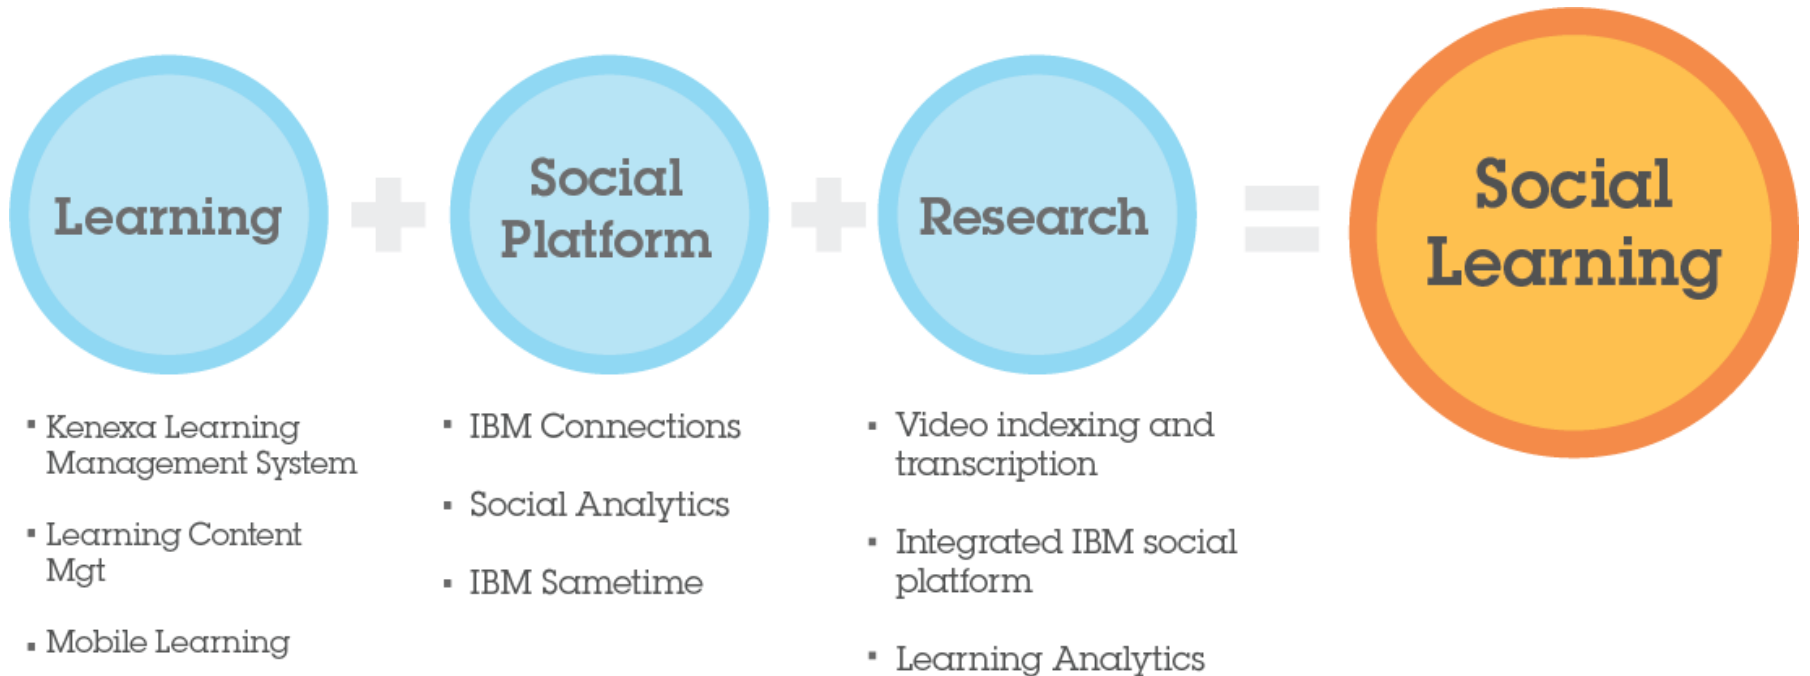 Learning
Social
Platform
Research
Social
Learning
▪ Kenexa Learning
Management System
▪ Learning Content
Mgt
▪ Mobile Learning
▪ IBM Connections
▪ Social Analytics
▪ IBM Sametime
▪ Video indexing and
transcription
▪ Integrated IBM social
platform
▪ Learning Analytics